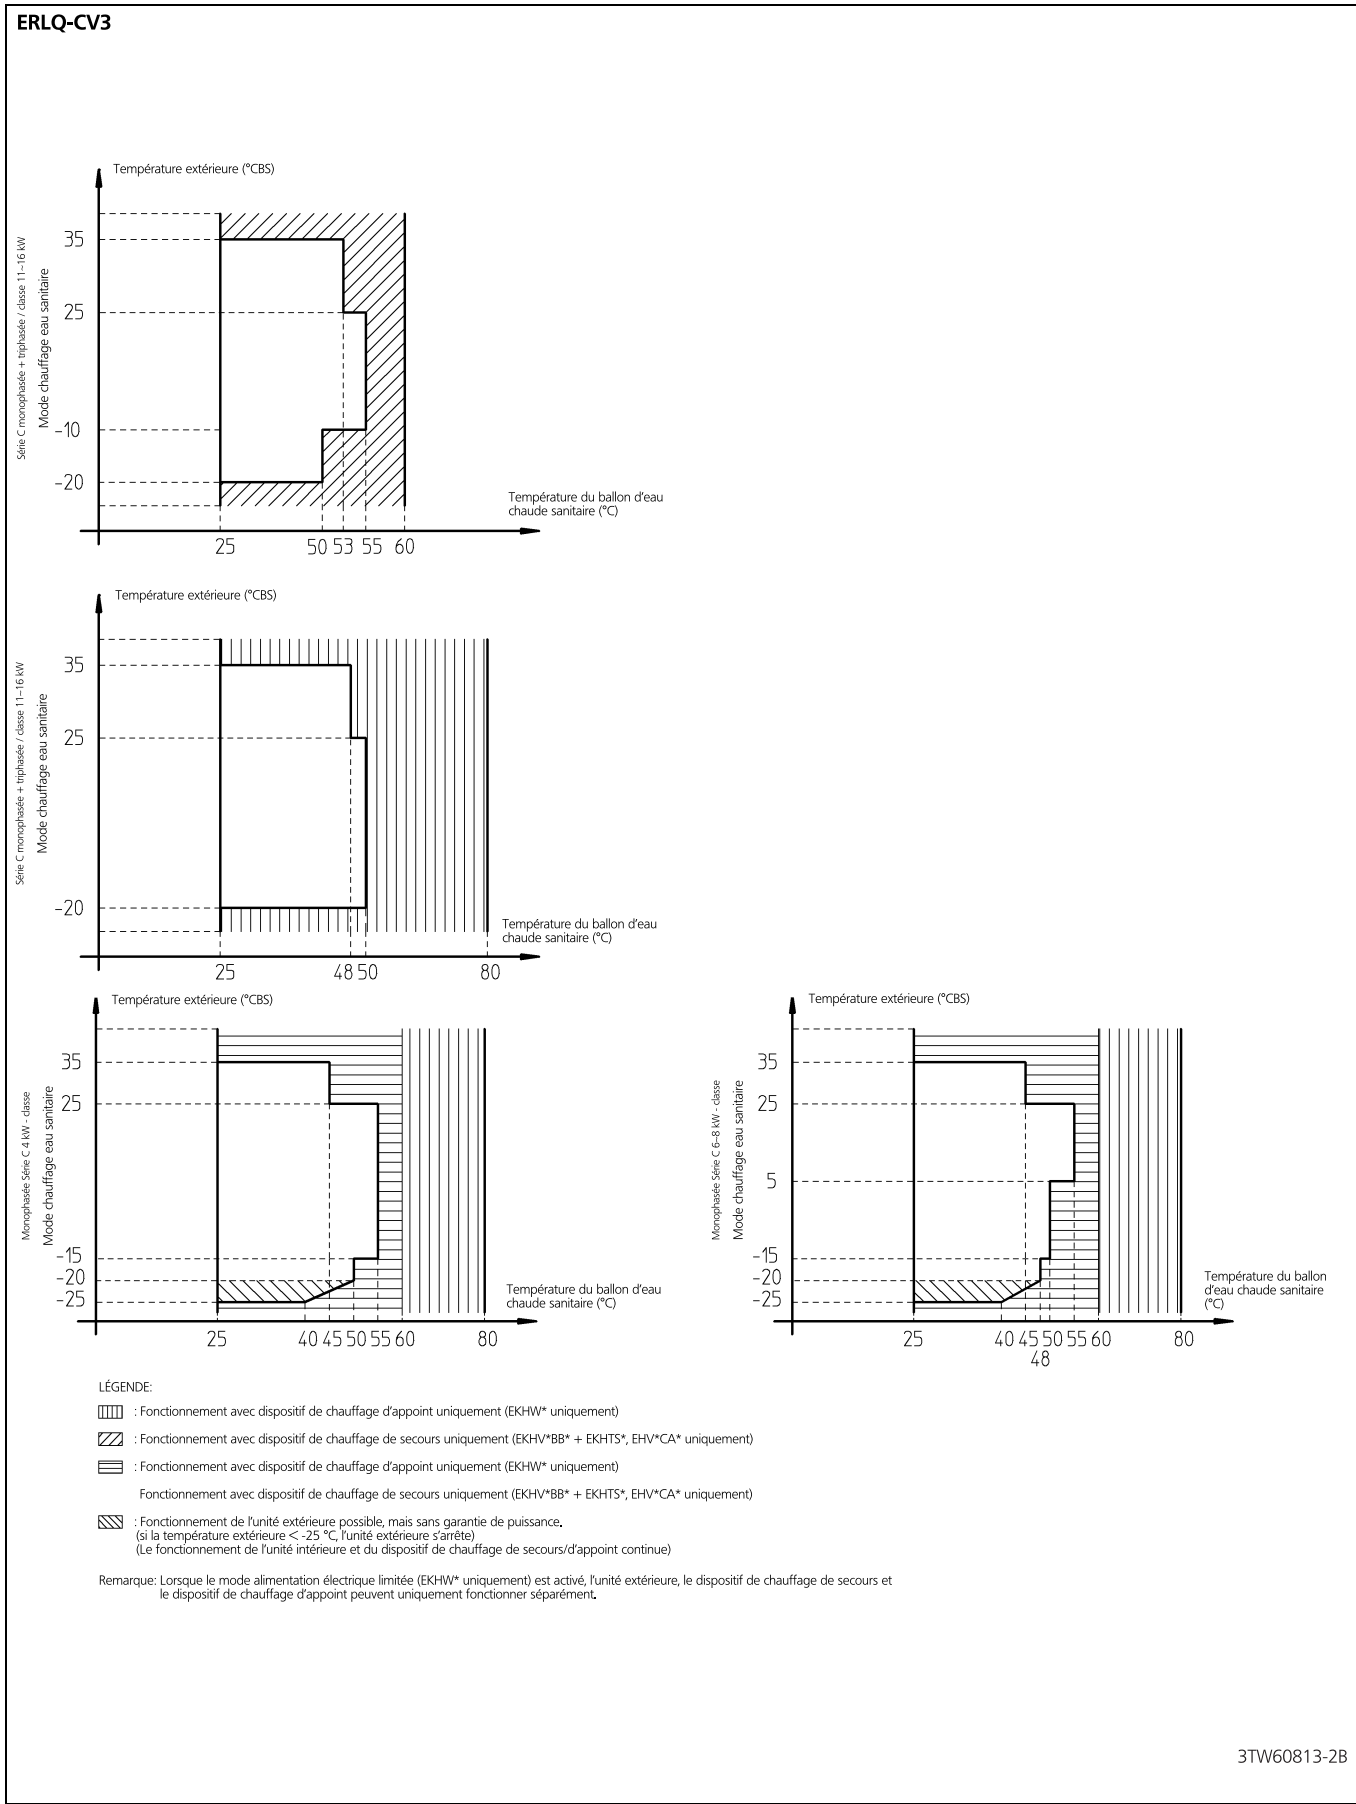 ERLQ-CV3
Température extérieure (°CBS)
Série C monophasée + triphasée / classe 11~16 kW
Mode chauffage eau sanitaire
35
25
-10
-20
Température du ballon d'eau
chaude sanitaire (°C)
25 50 53 55 60
Température extérieure (°CBS)
Série C monophasée + triphasée / classe 11~16 kW
Mode chauffage eau sanitaire
35
25
-20
Température du ballon d'eau
chaude sanitaire (°C)
25 48 50 80
Température extérieure (°CBS)
Monophasée Série C 4 kW - classe
Mode chauffage eau sanitaire
35
25
-15
-20
-25
Température du ballon d'eau
chaude sanitaire (°C)
25 40 45 50 55 60 80
Température extérieure (°CBS)
Monophasée Série C 6~8 kW - classe
Mode chauffage eau sanitaire
35
25
5
-15
-20
-25
Température du ballon
d'eau chaude sanitaire
(°C)
25 40 45 50 55 60 80
48
LÉGENDE:
: Fonctionnement avec dispositif de chauffage d'appoint uniquement (EKHW* uniquement)
: Fonctionnement avec dispositif de chauffage de secours uniquement (EKHV*BB* + EKHTS*, EHV*CA* uniquement)
: Fonctionnement avec dispositif de chauffage d'appoint uniquement (EKHW* uniquement)
Fonctionnement avec dispositif de chauffage de secours uniquement (EKHV*BB* + EKHTS*, EHV*CA* uniquement)
: Fonctionnement de l'unité extérieure possible, mais sans garantie de puissance.
(si la température extérieure < -25 °C, l'unité extérieure s'arrête)
(Le fonctionnement de l'unité intérieure et du dispositif de chauffage de secours/d'appoint continue)
Remarque: Lorsque le mode alimentation électrique limitée (EKHW* uniquement) est activé, l'unité extérieure, le dispositif de chauffage de secours et
le dispositif de chauffage d'appoint peuvent uniquement fonctionner séparément.
3TW60813-2B